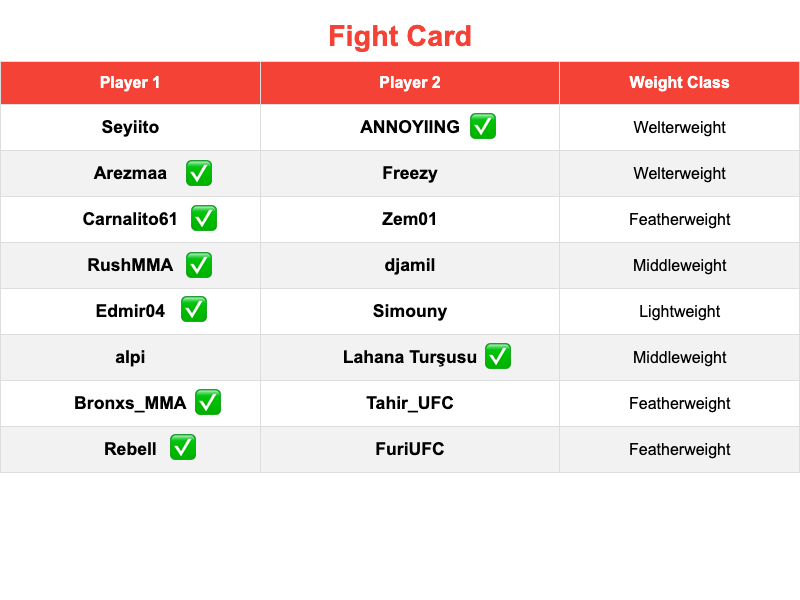 Fight Card
Player 1 Player 2 Weight Class
Seyiito ANNOYIING ✅ Welterweight
Arezmaa ✅ Freezy Welterweight
Carnalito61 ✅ Zem01 Featherweight
RushMMA ✅ djamil Middleweight
Edmir04 ✅ Simouny Lightweight
alpi Lahana Turşusu ✅ Middleweight
Bronxs_MMA ✅ Tahir_UFC Featherweight
Rebell ✅ FuriUFC Featherweight